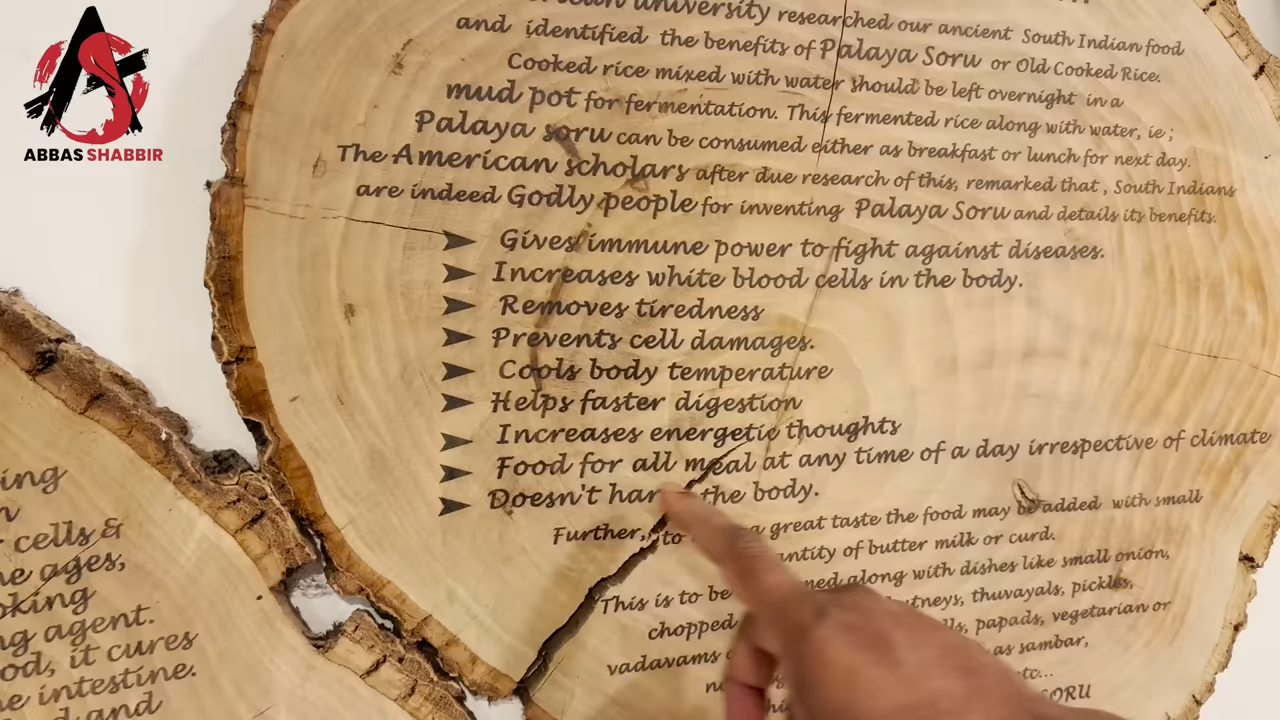 ABBAS SHABBIR
university researched our ancient South Indian food
and identified the benefits of Palaya Soru or Old Cooked Rice.
Cooked rice mixed with water should be left overnight in a
mud pot for fermentation. This fermented rice along with water, ie ;
Palaya soru can be consumed either as breakfast or lunch for next day.
The American scholars after due research of this, remarked that , South Indians
are indeed Godly people for inventing Palaya Soru and details its benefits.
Gives immune power to fight against diseases.
Increases white blood cells in the body.
Removes tiredness
Prevents cell damages.
Cools body temperature
Helps faster digestion
Increases energetic thoughts
Food for all meal at any time of a day irrespective of climate
Doesn't the body.
Further, to a great taste the food may be added with small
of butter milk or curd.
This is to be along with dishes like small onion,
chopped thuvayals, pickles,
vadavams papads, vegetarian or
as sambar,
etc...
SORU
ing
cells &
ages,
agent.
it cures
intestine.
and